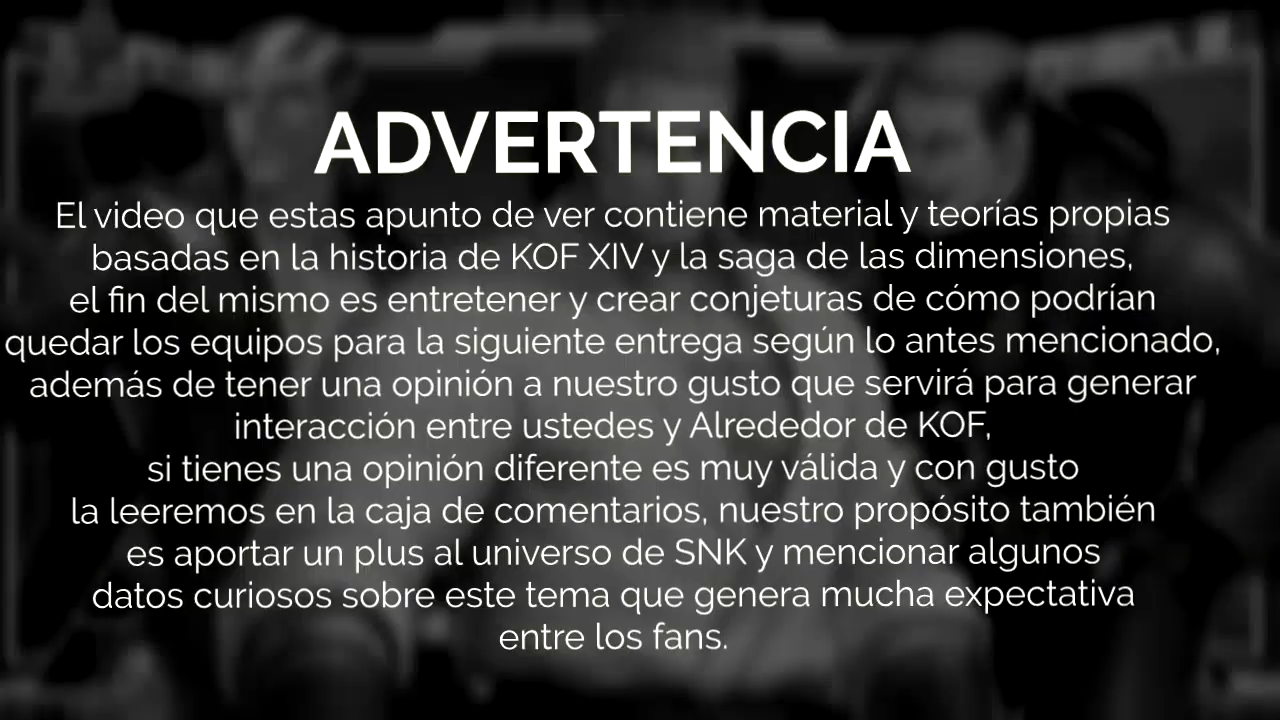 ADVERTENCIA
El video que estas apunto de ver contiene material y teorías propias
basadas en la historia de KOF XIV y la saga de las dimensiones,
el fin del mismo es entretener y crear conjeturas de cómo podrían
quedar los equipos para la siguiente entrega según lo antes mencionado,
además de tener una opinión a nuestro gusto que servirá para generar
interacción entre ustedes y Alrededor de KOF,
si tienes una opinión diferente es muy válida y con gusto
la leeremos en la caja de comentarios, nuestro propósito también
es aportar un plus al universo de SNK y mencionar algunos
datos curiosos sobre este tema que genera mucha expectativa
entre los fans.